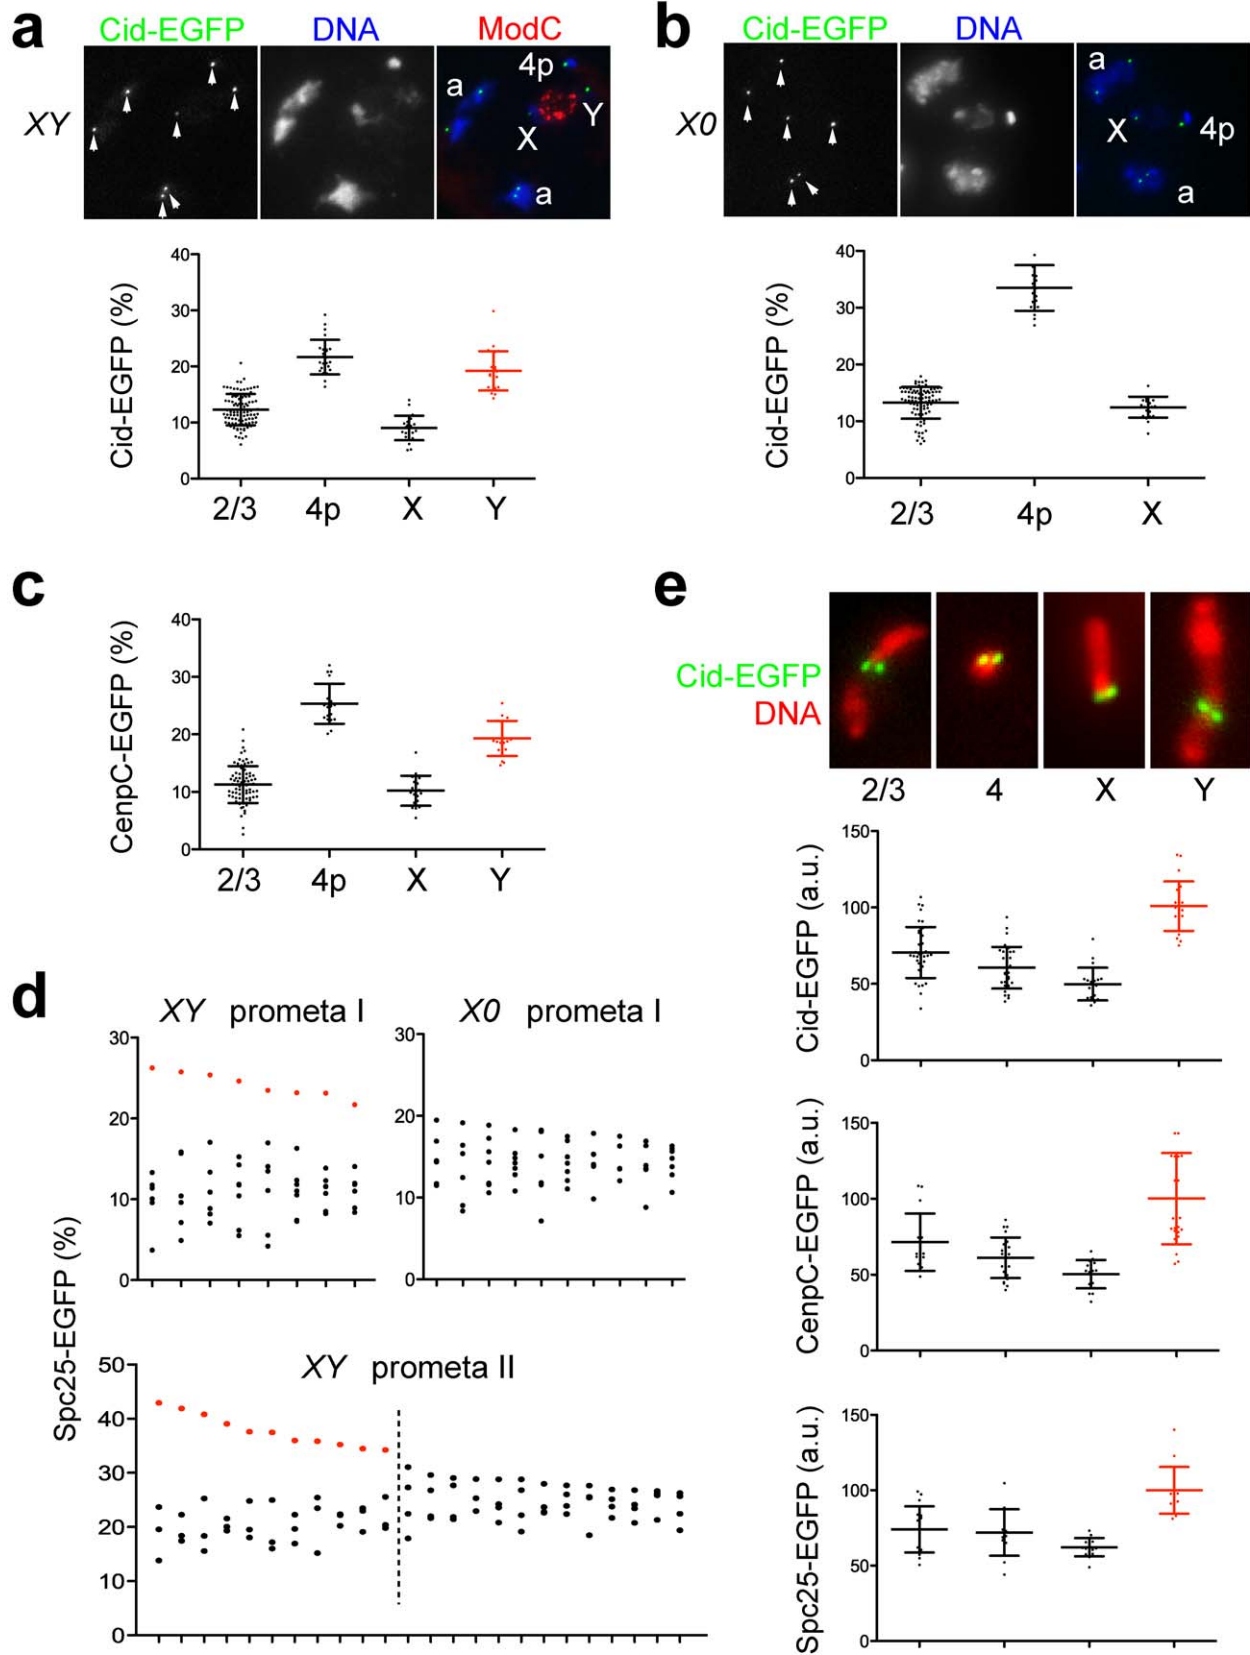 a
Cid-EGFP DNA ModC
XY
a 4p X Y a
Cid-EGFP (%)
40
30
20
10
0
2/3 4p X Y
b
Cid-EGFP DNA
X0
a X 4p a
Cid-EGFP (%)
40
30
20
10
0
2/3 4p X
c
CenpC-EGFP (%)
40
30
20
10
0
2/3 4p X Y
d
XY prometa I
30
20
10
0
X0 prometa I
30
20
10
0
Spc25-EGFP (%)
XY prometa II
50
40
30
20
10
0
e
Cid-EGFP
DNA
2/3 4 X Y
Cid-EGFP (a.u.)
150
100
50
0
CenpC-EGFP (a.u.)
150
100
50
0
Spc25-EGFP (a.u.)
150
100
50
0